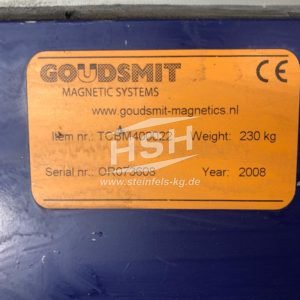 GOUDSMIT
MAGNETIC SYSTEMS
CE
www.goudsmit-magnetics.nl
Item nr.: Weight: 230 kg
HSH
www.steinfels-kg.de
Serial nr.: Year: 2008